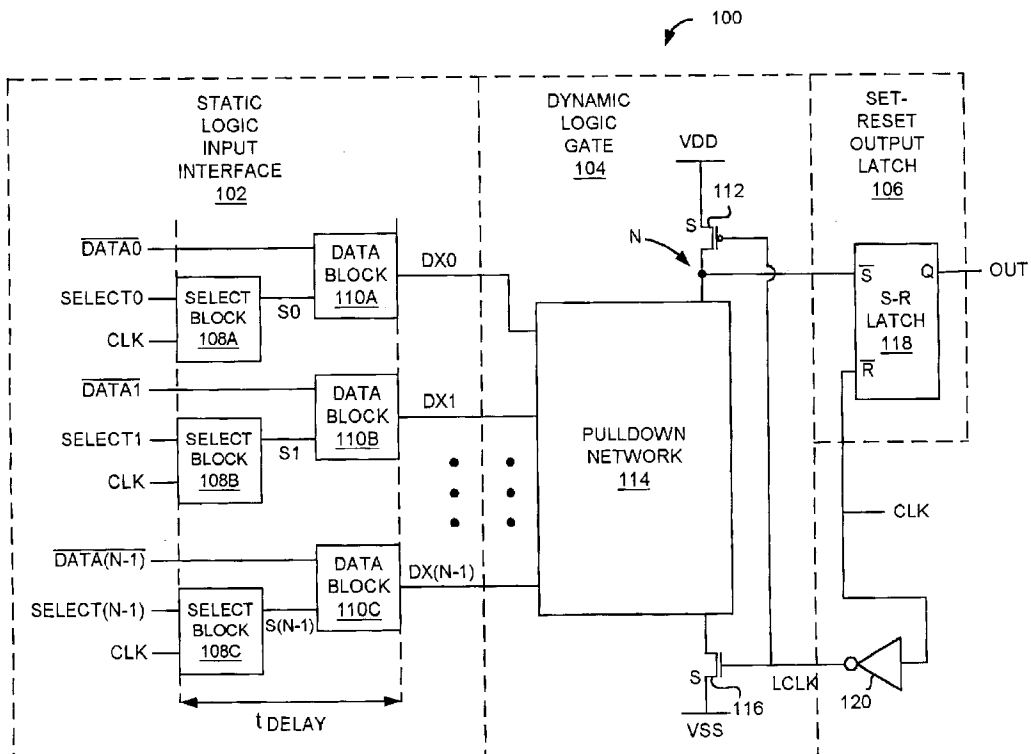 100
STATIC
LOGIC
INPUT
INTERFACE
102
DYNAMIC
LOGIC
GATE
104
SET-
RESET
OUTPUT
LATCH
106
VDD
112
S
N
DATA0
SELECT0
CLK
SELECT
BLOCK
108A
S0
DATA
BLOCK
110A
DX0
S
Q
OUT
S-R
LATCH
118
R
DATA1
SELECT1
CLK
SELECT
BLOCK
108B
S1
DATA
BLOCK
110B
DX1
PULLDOWN
NETWORK
114
CLK
DATA(N-1)
SELECT(N-1)
CLK
SELECT
BLOCK
108C
S(N-1)
DATA
BLOCK
110C
DX(N-1)
S
116
VSS
LCLK
120
t DELAY